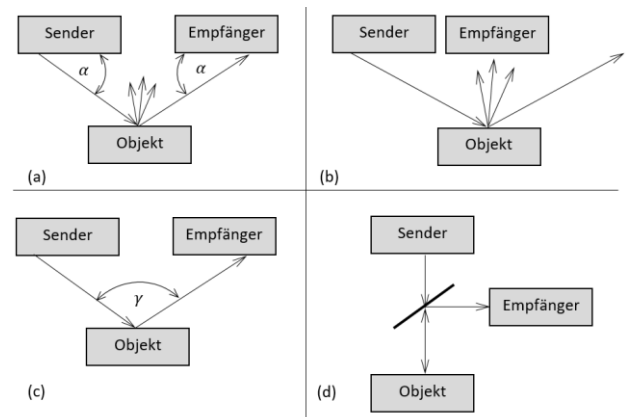 Sender
Empfänger
α
α
Objekt
(a)
Sender
Empfänger
Objekt
(b)
Sender
Empfänger
γ
Objekt
(c)
Sender
Empfänger
Objekt
(d)